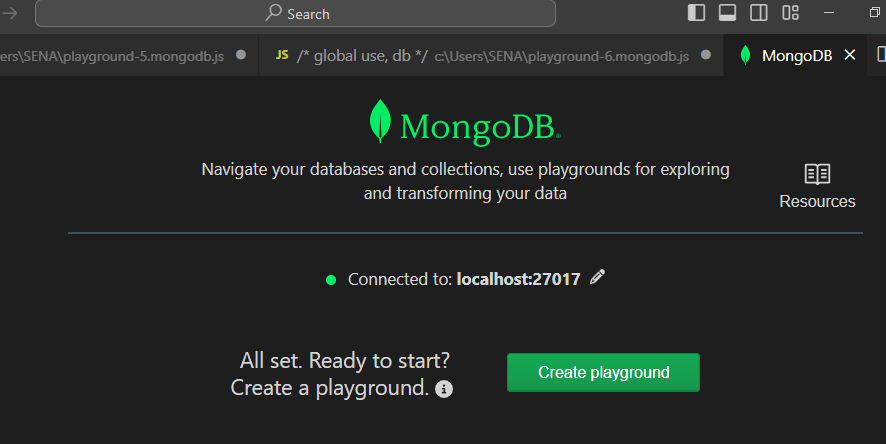 Search
ers\SENA\playground-5.mongodb.js
JS /* global use, db */ c:\Users\SENA\playground-6.mongodb.js
MongoDB
MongoDB®
Navigate your databases and collections, use playgrounds for exploring
and transforming your data
Resources
Connected to: localhost:27017
All set. Ready to start?
Create a playground.
Create playground